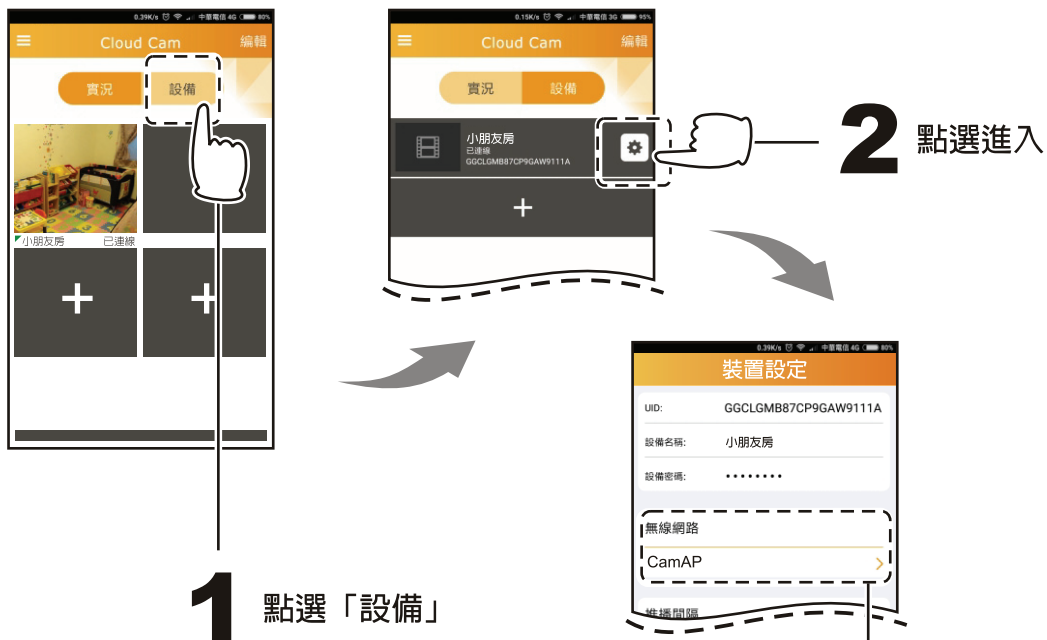 0.39K/s 中華電信 4G 80%
Cloud Cam 編輯
實況 設備
小朋友房 已連線
1 點選「設備」
0.15K/s 中華電信 3G 95%
Cloud Cam 編輯
實況 設備
小朋友房
已連線
GGCLGMB87CP9GAW9111A
2 點選進入
0.39K/s 中華電信 4G 80%
裝置設定
UID: GGCLGMB87CP9GAW9111A
設備名稱: 小朋友房
設備密碼: ••••••••
無線網路
CamAP
推播間隔